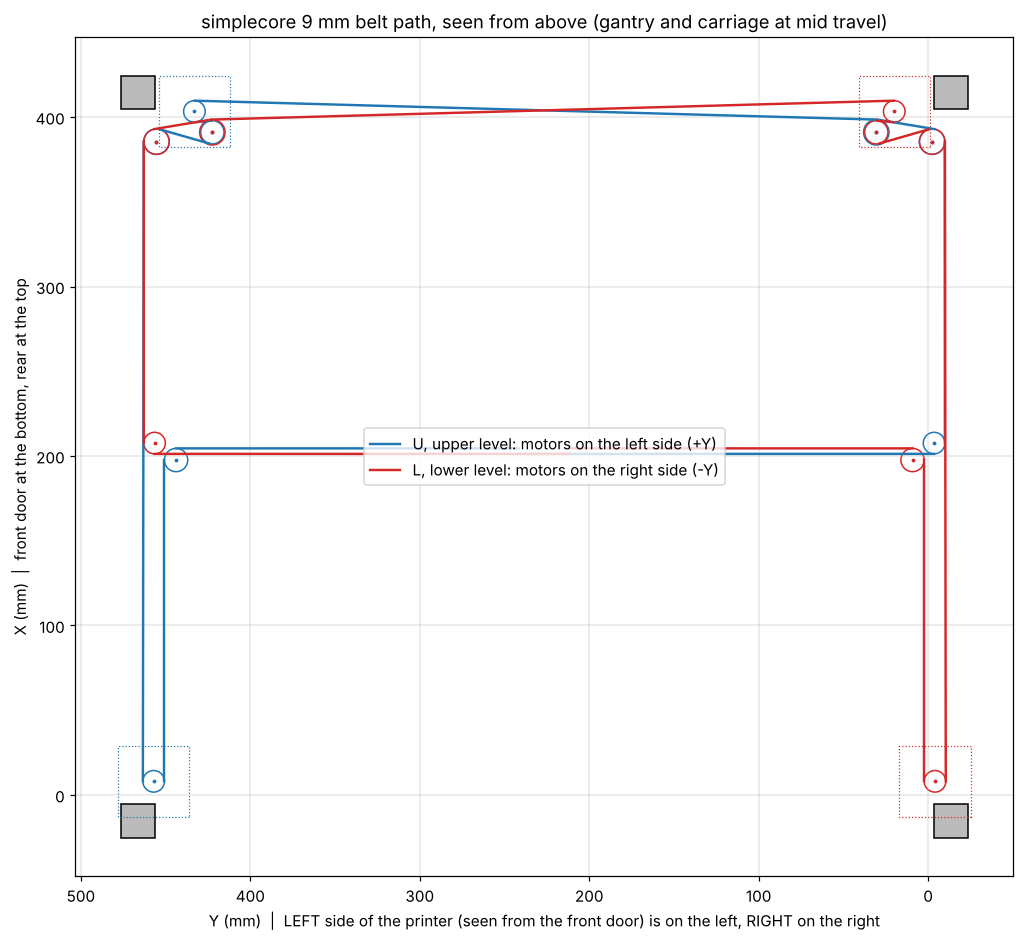 simplecore 9 mm belt path, seen from above (gantry and carriage at mid travel)
400
300
200
100
0
X (mm)  |  front door at the bottom, rear at the top
U, upper level: motors on the left side (+Y)
L, lower level: motors on the right side (-Y)
500
400
300
200
100
0
Y (mm)  |  LEFT side of the printer (seen from the front door) is on the left, RIGHT on the right